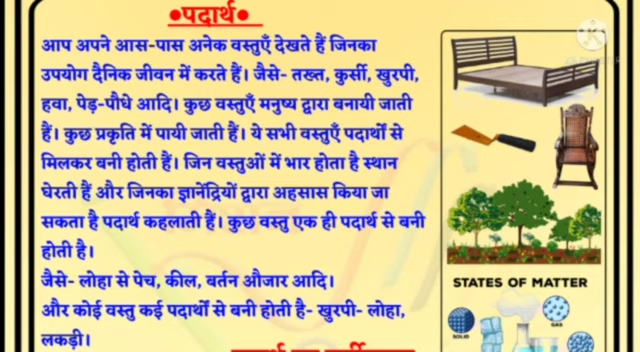 ●पदार्थ●
आप अपने आस-पास अनेक वस्तुएँ देखते हैं जिनका
उपयोग दैनिक जीवन में करते हैं। जैसे- तख्त, कुर्सी, खुरपी,
हवा, पेड़-पौधे आदि। कुछ वस्तुएँ मनुष्य द्वारा बनायी जाती
हैं। कुछ प्रकृति में पायी जाती हैं। ये सभी वस्तुएँ पदार्थों से
मिलकर बनी होती हैं। जिन वस्तुओं में भार होता है स्थान
घेरती हैं और जिनका ज्ञानेंद्रियों द्वारा अहसास किया जा
सकता है पदार्थ कहलाती हैं। कुछ वस्तु एक ही पदार्थ से बनी
होती है।
जैसे- लोहा से पेच, कील, बर्तन औजार आदि।
और कोई वस्तु कई पदार्थों से बनी होती है- खुरपी- लोहा,
लकड़ी।
STATES OF MATTER
SOLID
GAS